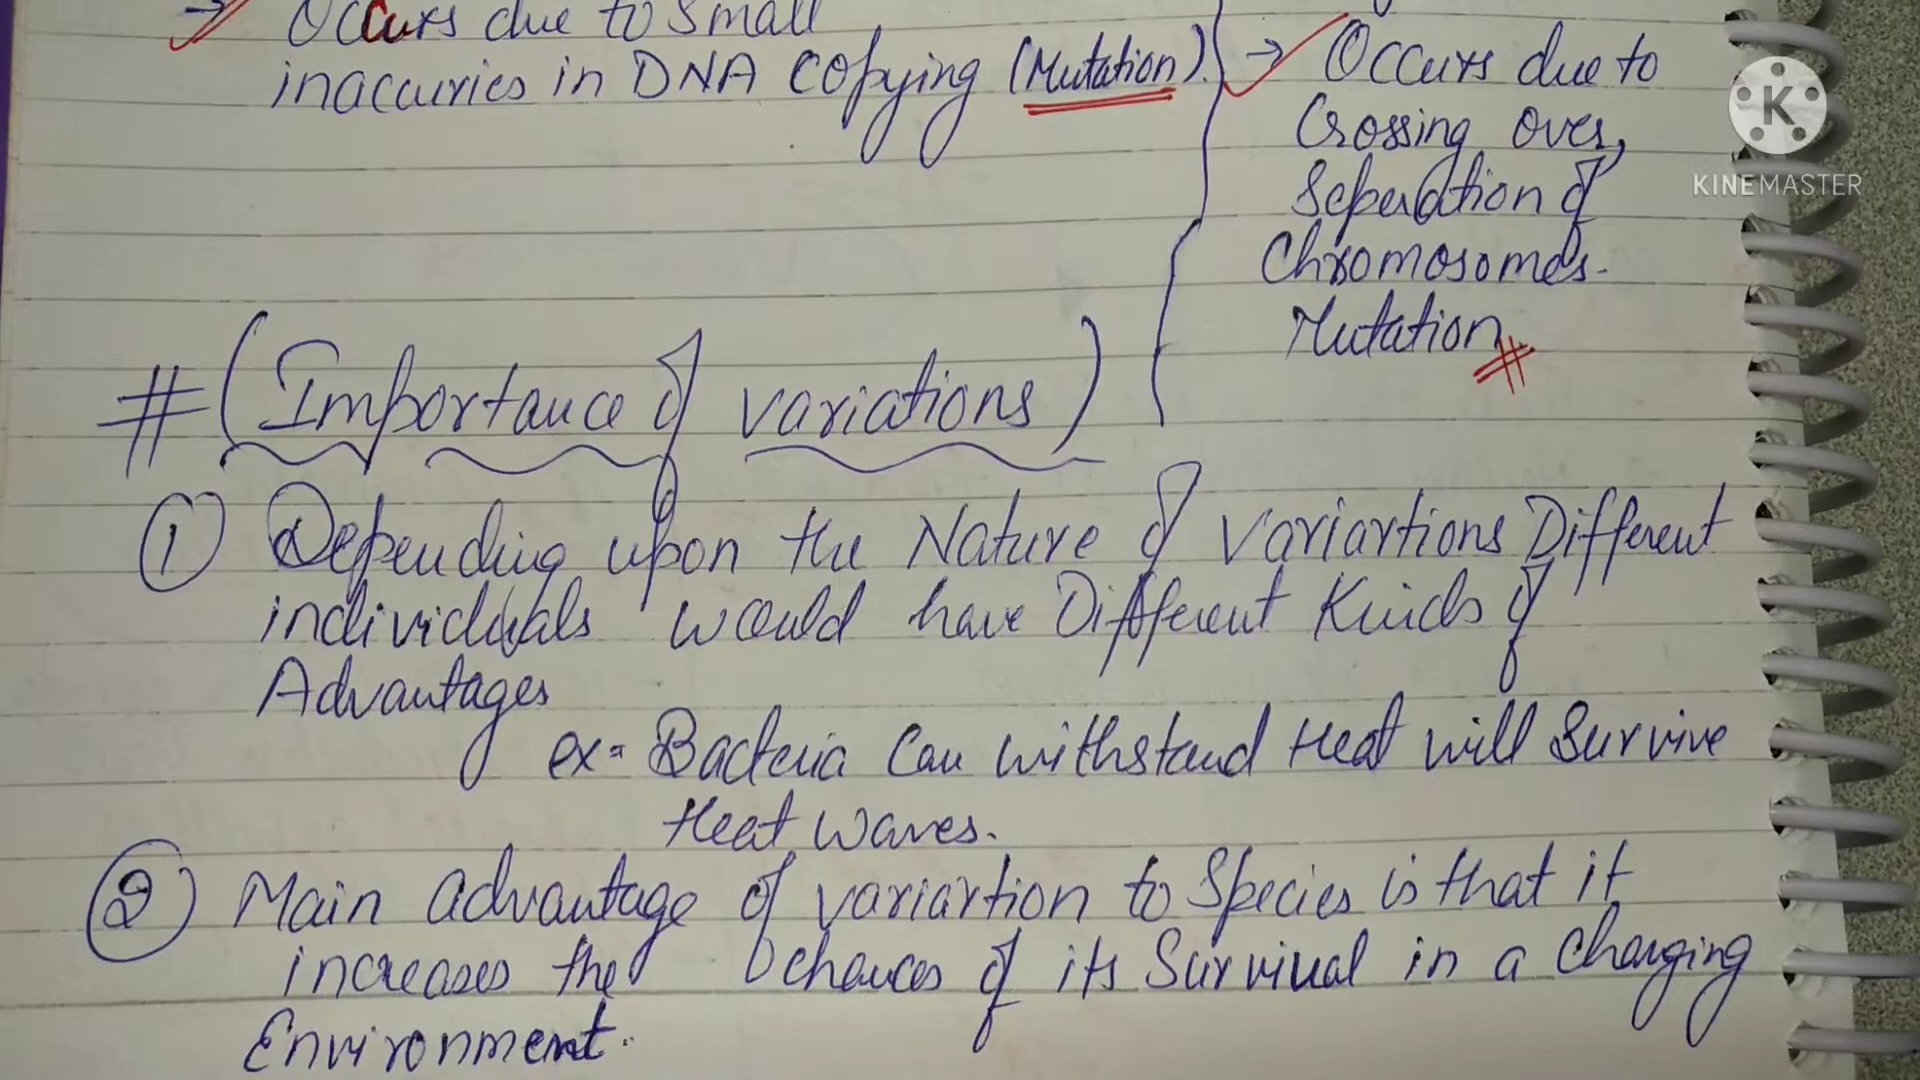 → Occurs due to Small
inaccurries in DNA Copying (Mutation).
→ Occurs due to
Crossing Over,
Seperation of
Chromosomes.
Mutation
K
KINEMASTER
# (Importance of variations)
① Depending upon the Nature of Variartions Different
individuals would have Different Kinds of
Advantages
ex = Bacteria Can withstand Heat will Survive
Heat Waves.
② Main advantage of variartion to Species is that it
increases the chances of its Survival in a Changing
Environment.